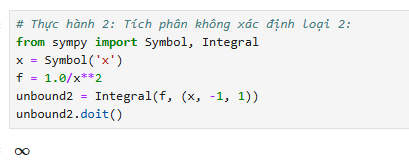 # Thực hành 2: Tích phân không xác định loại 2:
from sympy import Symbol, Integral
x = Symbol('x')
f = 1.0/x**2
unbound2 = Integral(f, (x, -1, 1))
unbound2.doit()
∞